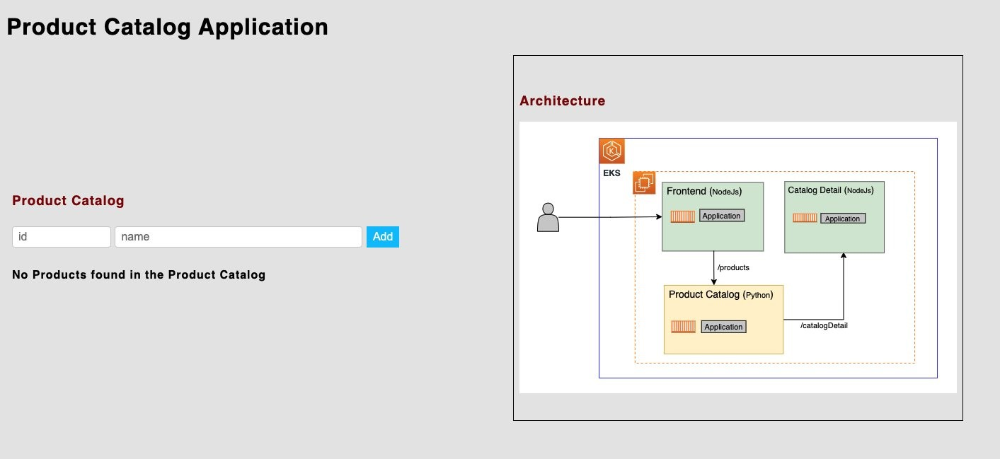 Product Catalog Application
Product Catalog
id
name
Add
No Products found in the Product Catalog
Architecture
EKS
Frontend (NodeJs)
Application
Catalog Detail (NodeJs)
Application
/products
Product Catalog (Python)
Application
/catalogDetail